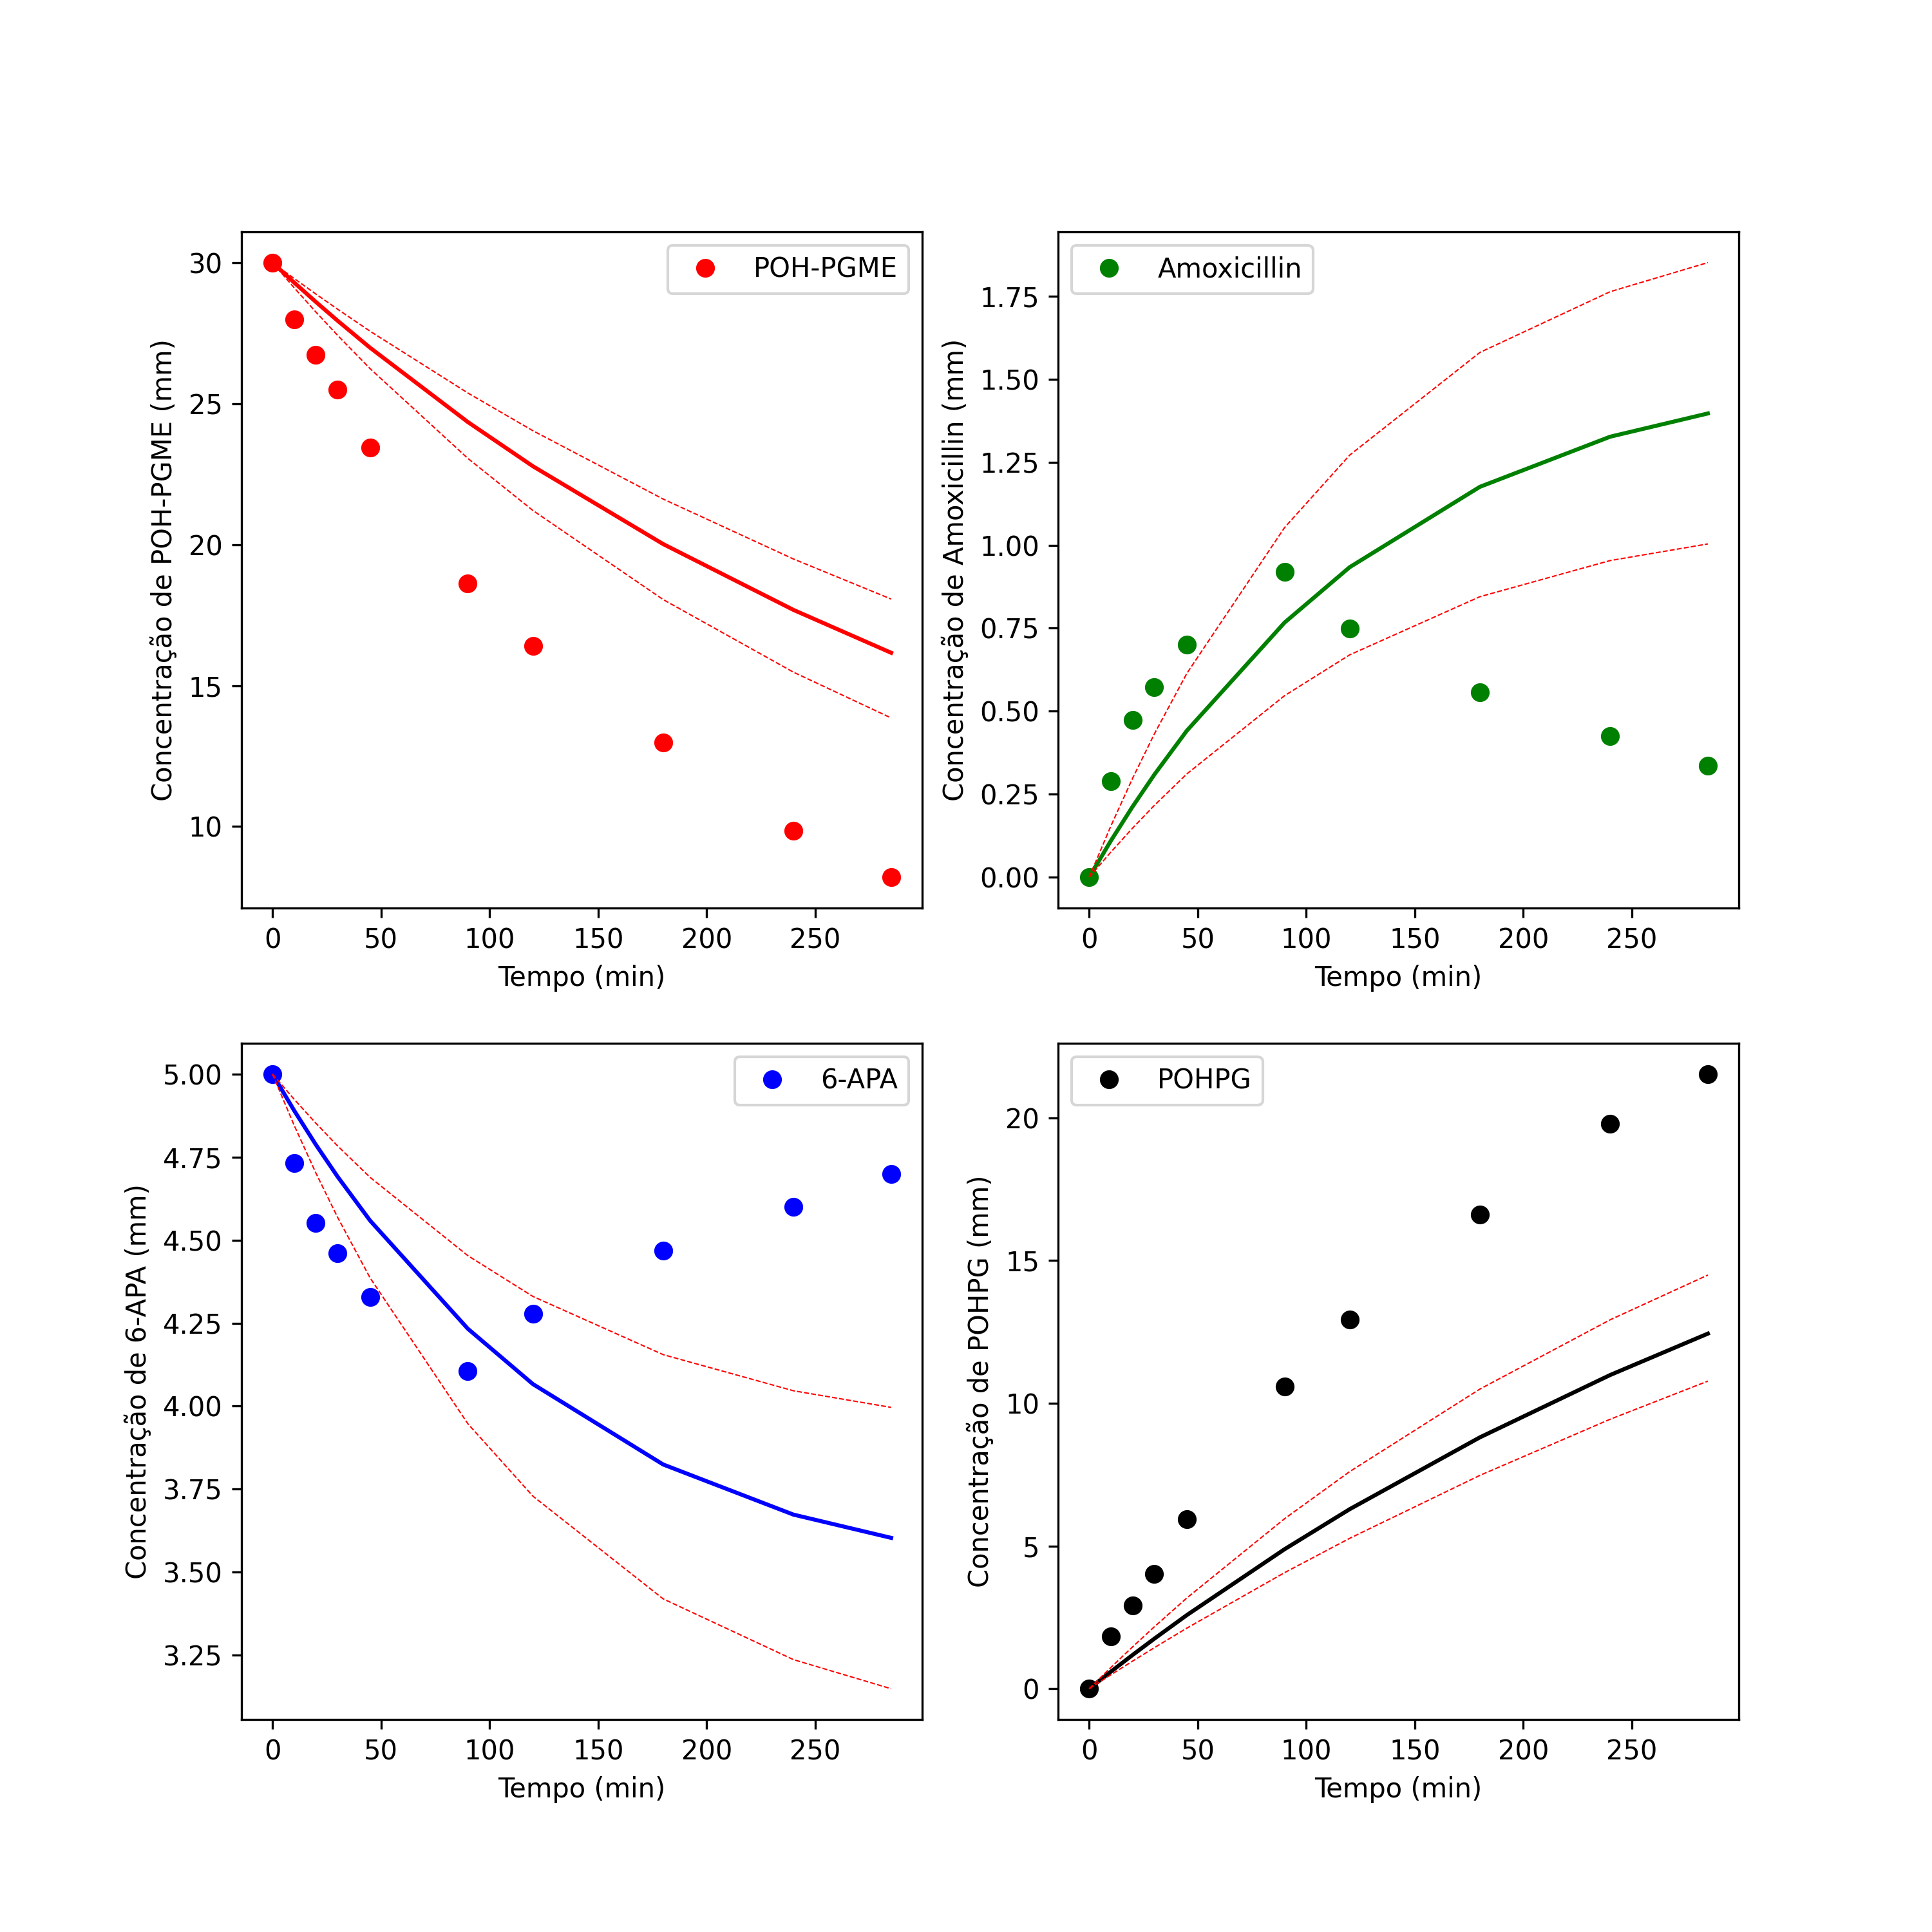 Concentração de POH-PGME (mm)
30
25
20
15
10
POH-PGME
0 50 100 150 200 250
Tempo (min)
Concentração de Amoxicillin (mm)
1.75
1.50
1.25
1.00
0.75
0.50
0.25
0.00
Amoxicillin
0 50 100 150 200 250
Tempo (min)
Concentração de 6-APA (mm)
5.00
4.75
4.50
4.25
4.00
3.75
3.50
3.25
6-APA
0 50 100 150 200 250
Tempo (min)
Concentração de POHPG (mm)
20
15
10
5
0
POHPG
0 50 100 150 200 250
Tempo (min)